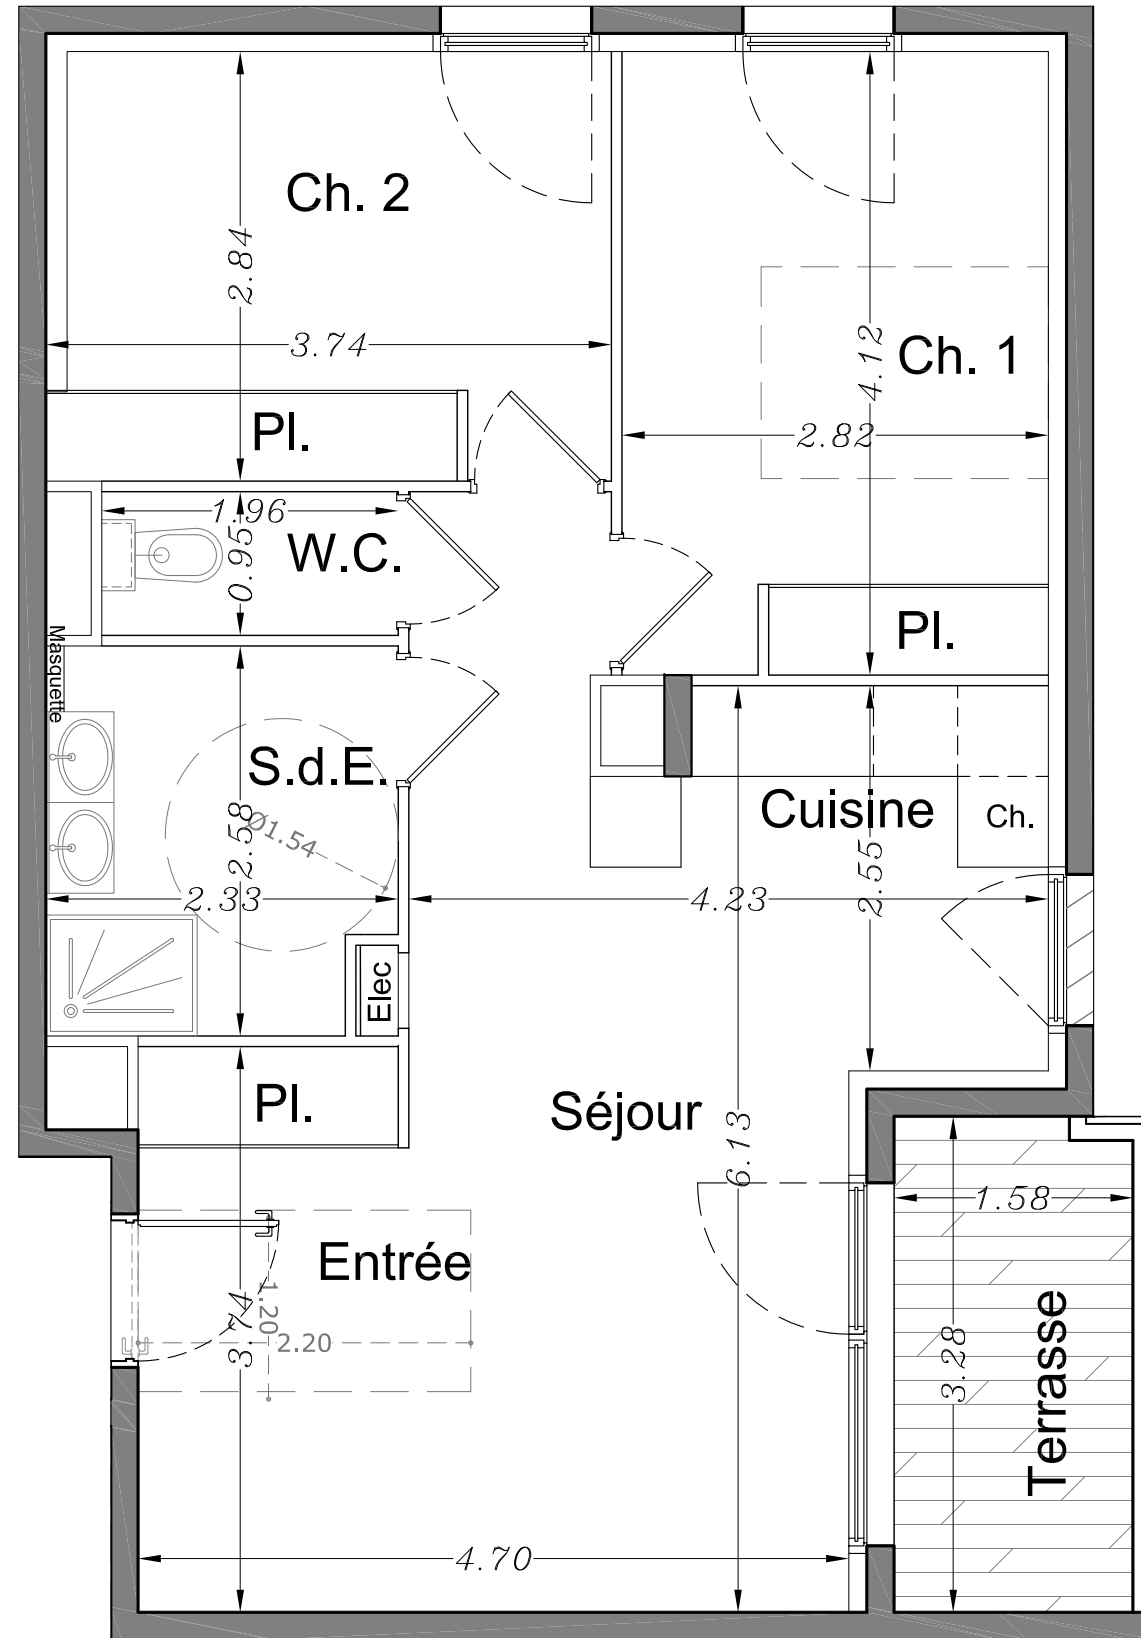 Ch. 2
2.84
3.74
Ch. 1
4.12
2.82
Pl.
1.96
0.95
W.C.
Pl.
Masquette
S.d.E.
Ø1.54
2.58
2.33
Cuisine
Ch.
2.55
4.23
Elec
Pl.
Séjour
6.13
1.58
Entrée
1.20
2.20
3.74
3.28
Terrasse
4.70